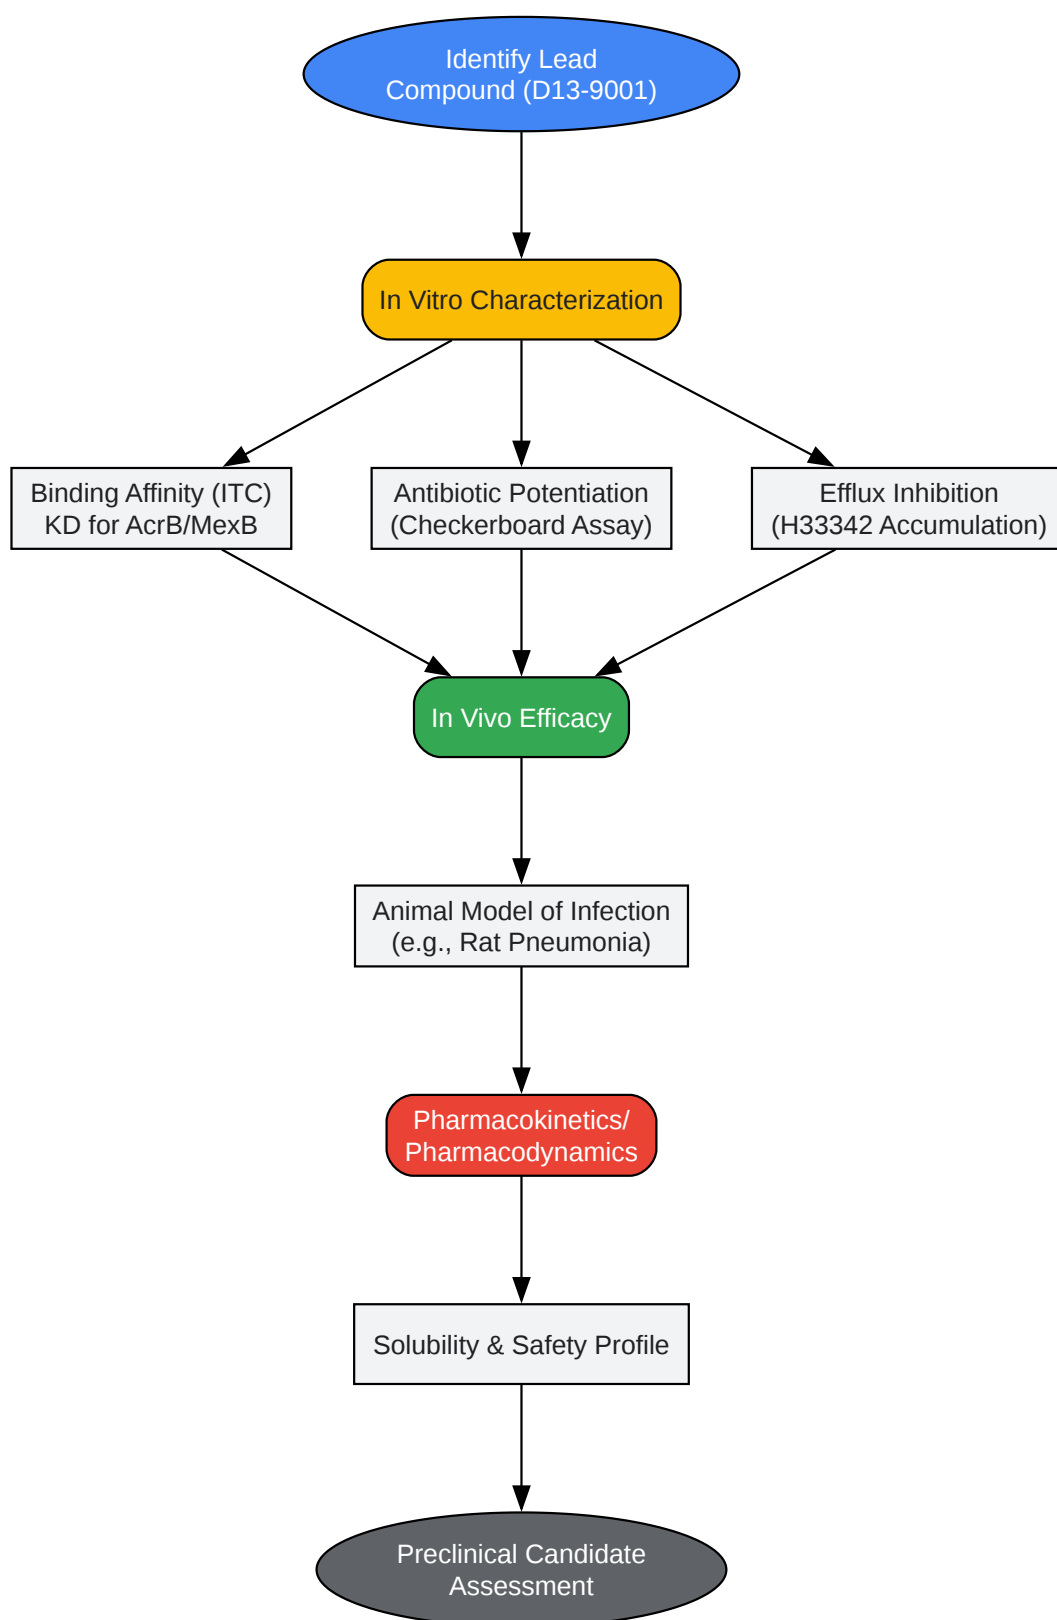 Identify Lead
Compound (D13-9001)
In Vitro Characterization
Binding Affinity (ITC)
KD for AcrB/MexB
Antibiotic Potentiation
(Checkerboard Assay)
Efflux Inhibition
(H33342 Accumulation)
In Vivo Efficacy
Animal Model of Infection
(e.g., Rat Pneumonia)
Pharmacokinetics/
Pharmacodynamics
Solubility & Safety Profile
Preclinical Candidate
Assessment